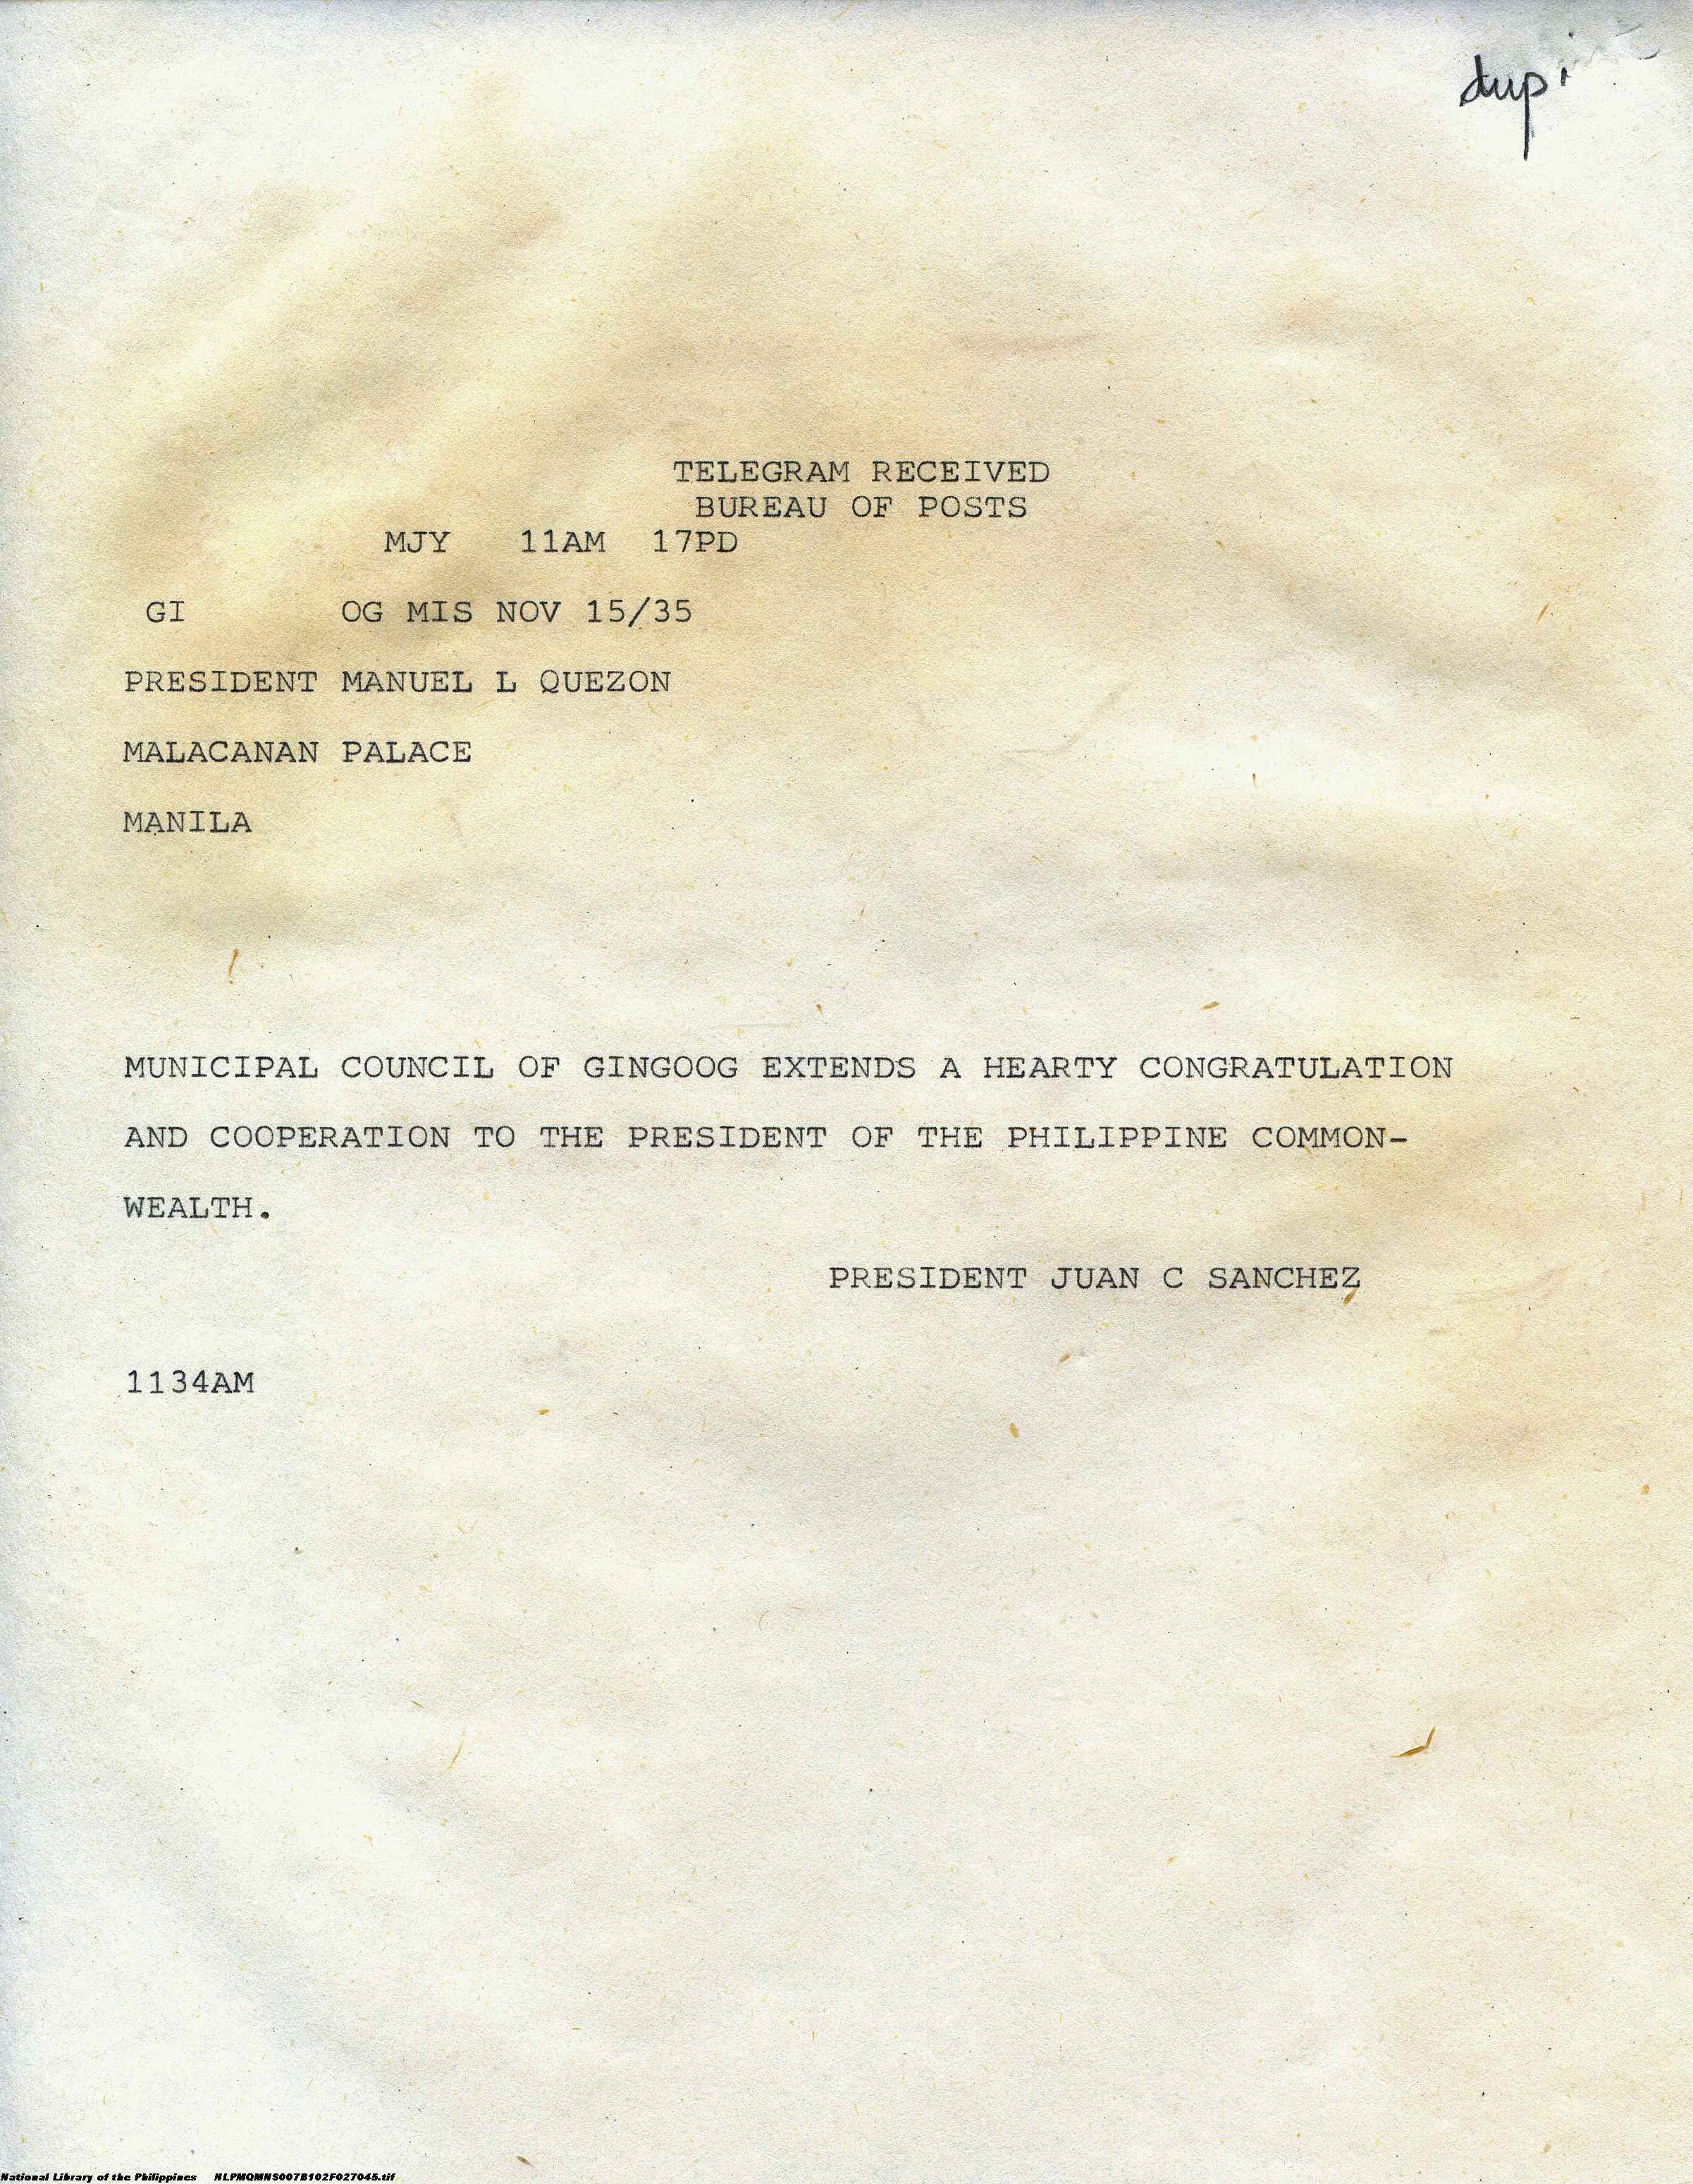 dup
TELEGRAM RECEIVED
BUREAU OF POSTS
MJY 11AM 17PD
GI OG MIS NOV 15/35
PRESIDENT MANUEL L QUEZON
MALACANAN PALACE
MANILA
MUNICIPAL COUNCIL OF GINGOOG EXTENDS A HEARTY CONGRATULATION
AND COOPERATION TO THE PRESIDENT OF THE PHILIPPINE COMMON-
WEALTH.
PRESIDENT JUAN C SANCHEZ
1134AM
National Library of the Philippines NLPMQMNS007B102F027045.tif